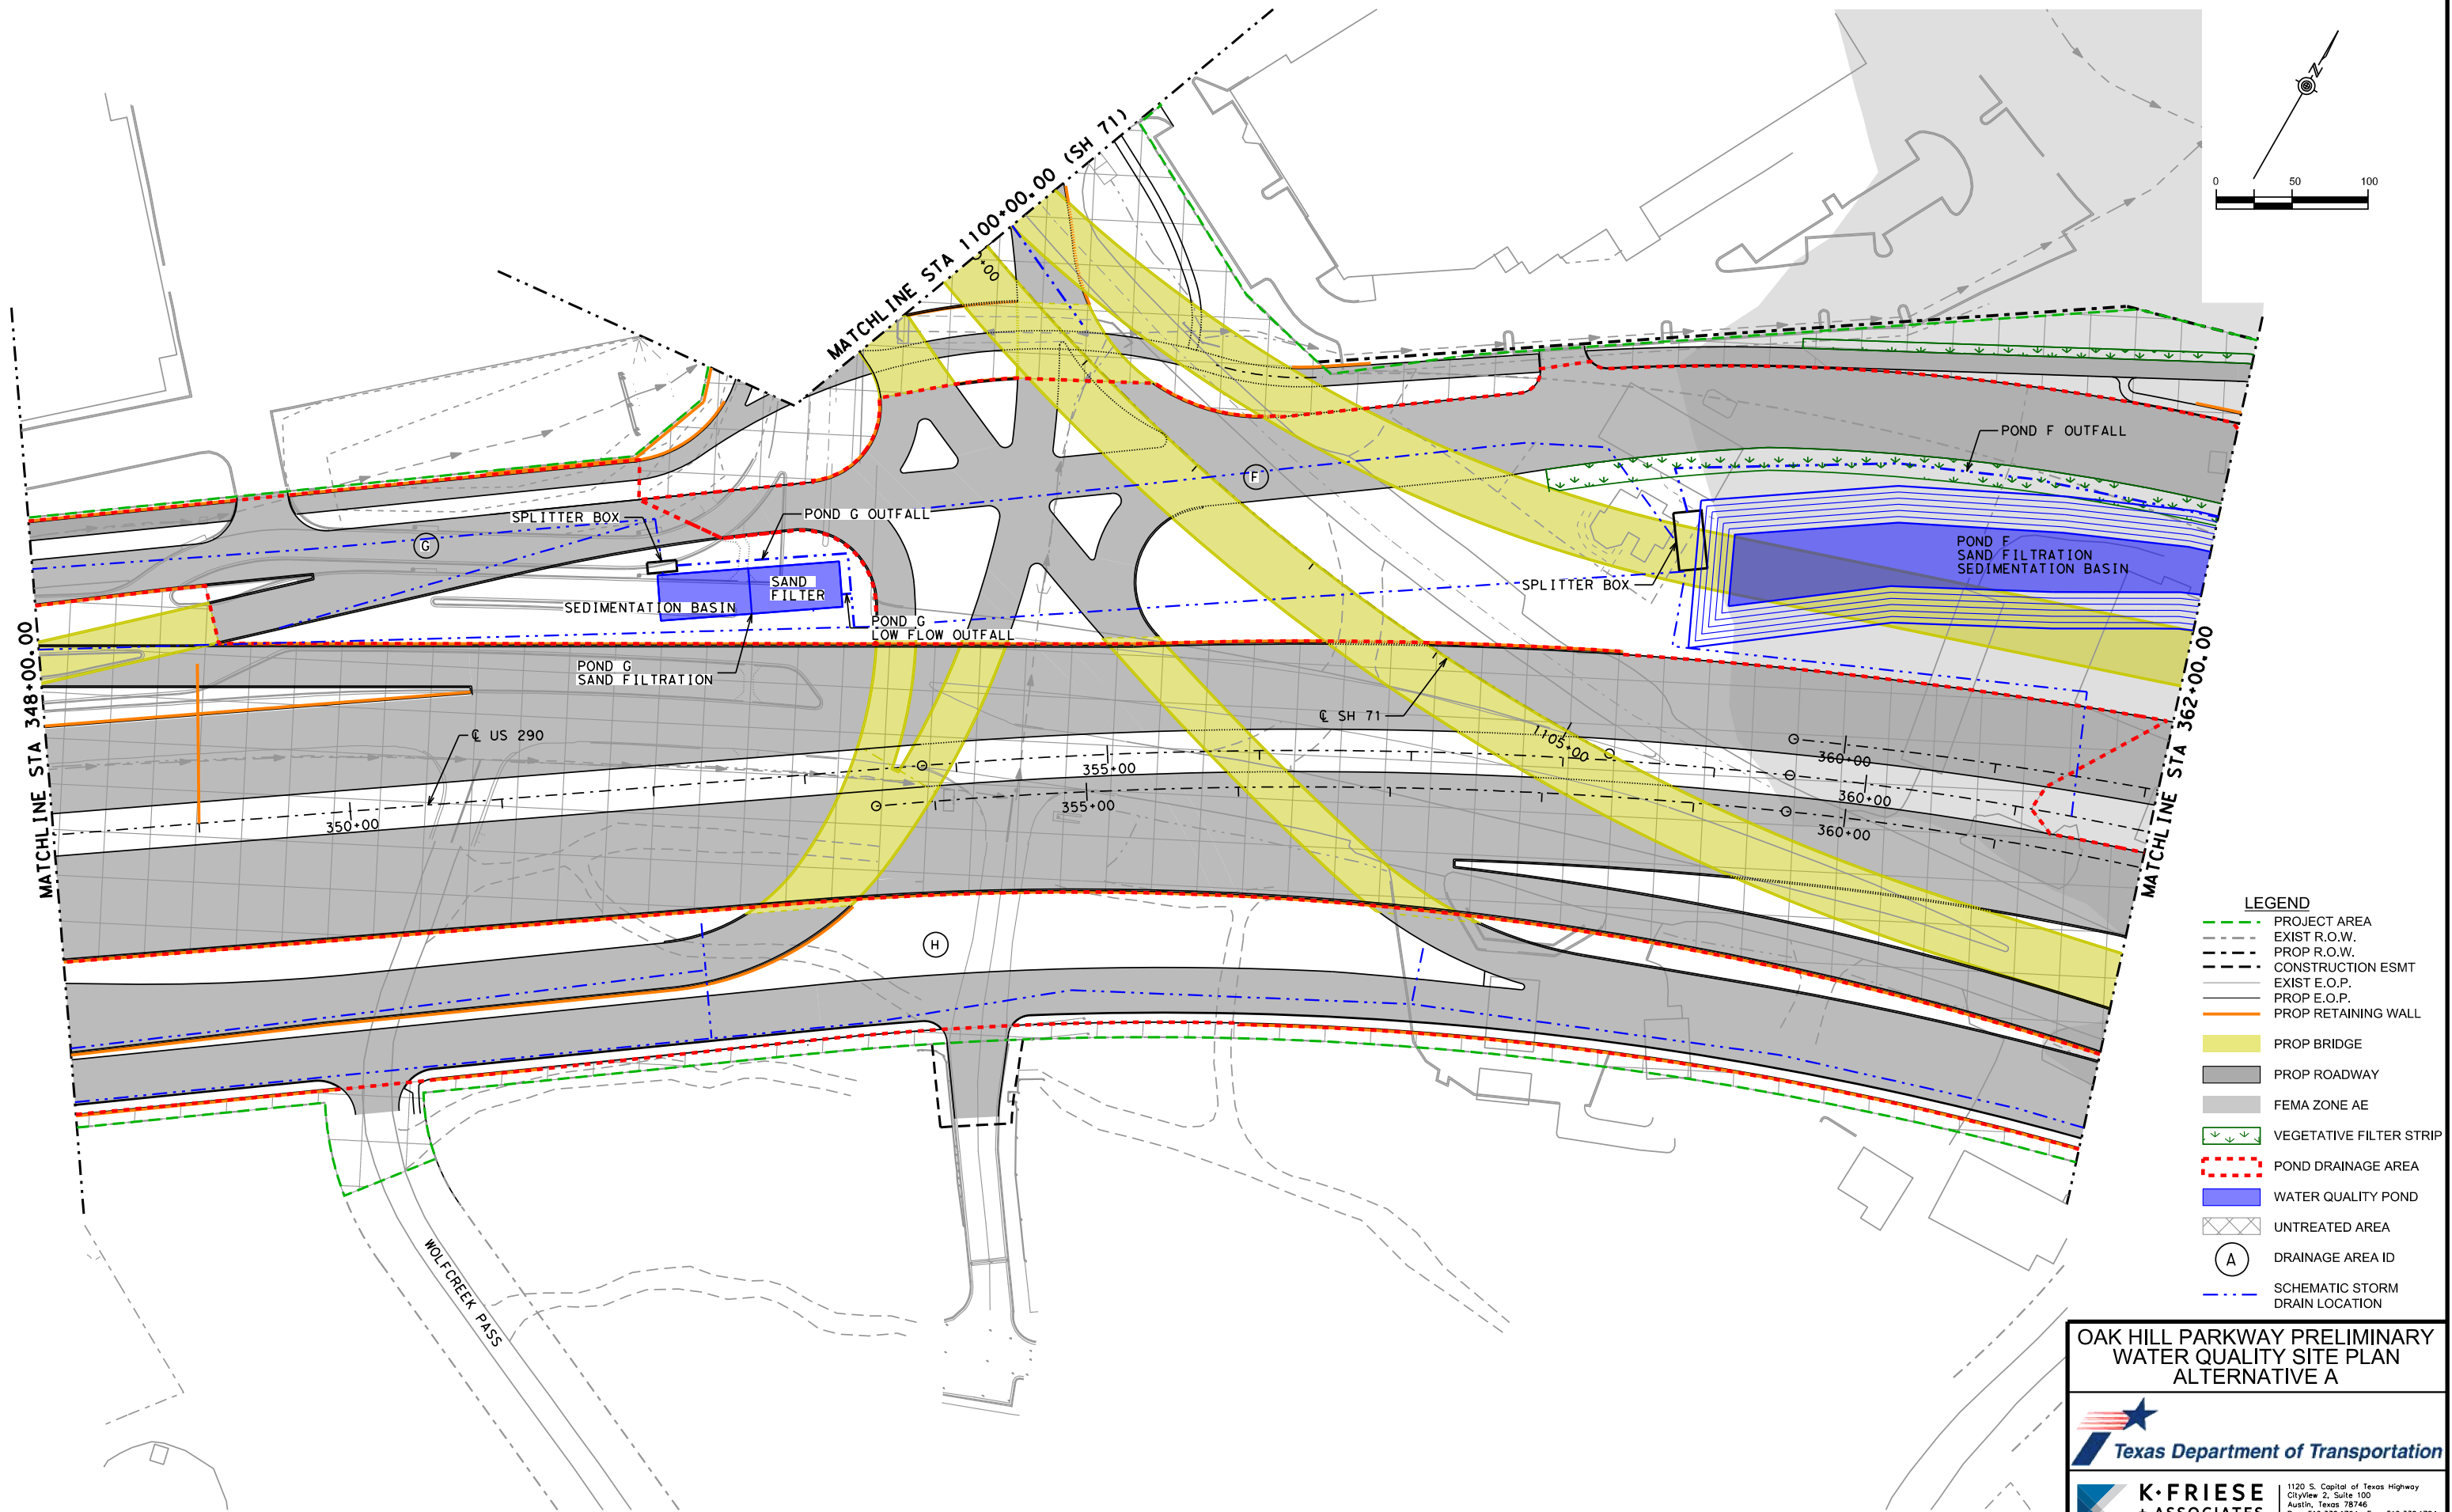 MATCHLINE STA 1100+00.00 (SH 71)
N
0 50 100
POND F OUTFALL
SPLITTER BOX
POND G OUTFALL
G
F
SAND
FILTER
SEDIMENTATION BASIN
POND F
SAND FILTRATION
SEDIMENTATION BASIN
SPLITTER BOX
POND G
LOW FLOW OUTFALL
POND G
SAND FILTRATION
MATCHLINE STA 348+00.00
MATCHLINE STA 362+00.00
℄ SH 71
℄ US 290
1105+00
355+00
360+00
350+00
355+00
360+00
360+00
H
WOLFCREEK PASS
LEGEND
PROJECT AREA
EXIST R.O.W.
PROP R.O.W.
CONSTRUCTION ESMT
EXIST E.O.P.
PROP E.O.P.
PROP RETAINING WALL
PROP BRIDGE
PROP ROADWAY
FEMA ZONE AE
VEGETATIVE FILTER STRIP
POND DRAINAGE AREA
WATER QUALITY POND
UNTREATED AREA
A DRAINAGE AREA ID
SCHEMATIC STORM
DRAIN LOCATION
OAK HILL PARKWAY PRELIMINARY
WATER QUALITY SITE PLAN
ALTERNATIVE A
Texas Department of Transportation
K·FRIESE
+ ASSOCIATES
1120 S. Capital of Texas Highway
CityView 2, Suite 100
Austin, Texas 78746